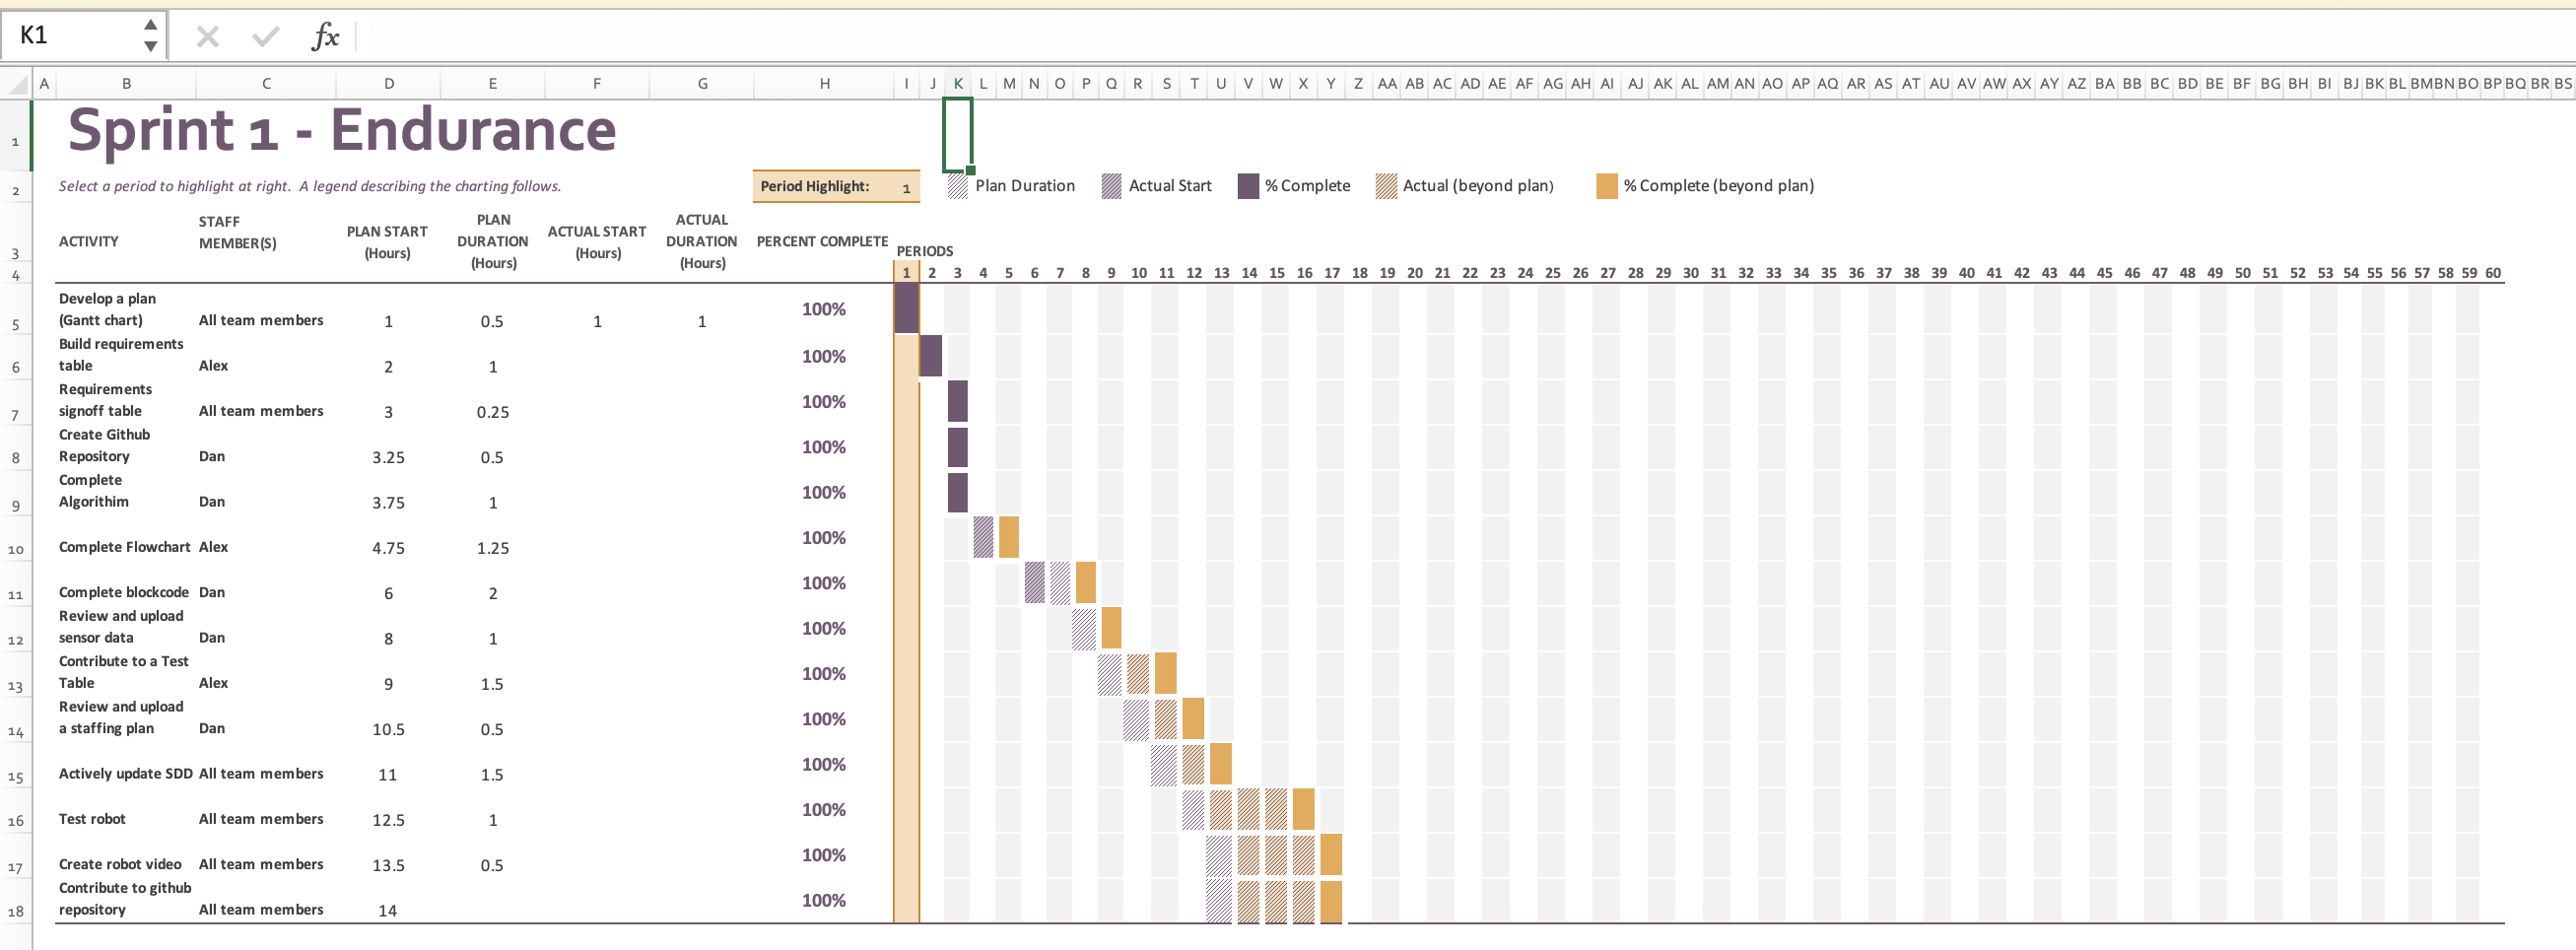 K1
fx
A B C D E F G H I J K L M N O P Q R S T U V W X Y Z AA AB AC AD AE AF AG AH AI AJ AK AL AM AN AO AP AQ AR AS AT AU AV AW AX AY AZ BA BB BC BD BE BF BG BH BI BJ BK BL BM BN BO BP BQ BR BS
1 Sprint 1 - Endurance
2 Select a period to highlight at right. A legend describing the charting follows. Period Highlight: 1 Plan Duration Actual Start % Complete Actual (beyond plan) % Complete (beyond plan)
STAFF PLAN ACTUAL
ACTIVITY MEMBER(S) PLAN START DURATION ACTUAL START DURATION PERCENT COMPLETE
3 (Hours) (Hours) (Hours) (Hours) PERIODS
4 1 2 3 4 5 6 7 8 9 10 11 12 13 14 15 16 17 18 19 20 21 22 23 24 25 26 27 28 29 30 31 32 33 34 35 36 37 38 39 40 41 42 43 44 45 46 47 48 49 50 51 52 53 54 55 56 57 58 59 60
Develop a plan
5 (Gantt chart) All team members 1 0.5 1 1 100%
Build requirements
6 table Alex 2 1 100%
Requirements
7 signoff table All team members 3 0.25 100%
Create Github
8 Repository Dan 3.25 0.5 100%
Complete
9 Algorithim Dan 3.75 1 100%
10 Complete Flowchart Alex 4.75 1.25 100%
11 Complete blockcode Dan 6 2 100%
Review and upload
12 sensor data Dan 8 1 100%
Contribute to a Test
13 Table Alex 9 1.5 100%
Review and upload
14 a staffing plan Dan 10.5 0.5 100%
15 Actively update SDD All team members 11 1.5 100%
16 Test robot All team members 12.5 1 100%
17 Create robot video All team members 13.5 0.5 100%
Contribute to github
18 repository All team members 14 100%